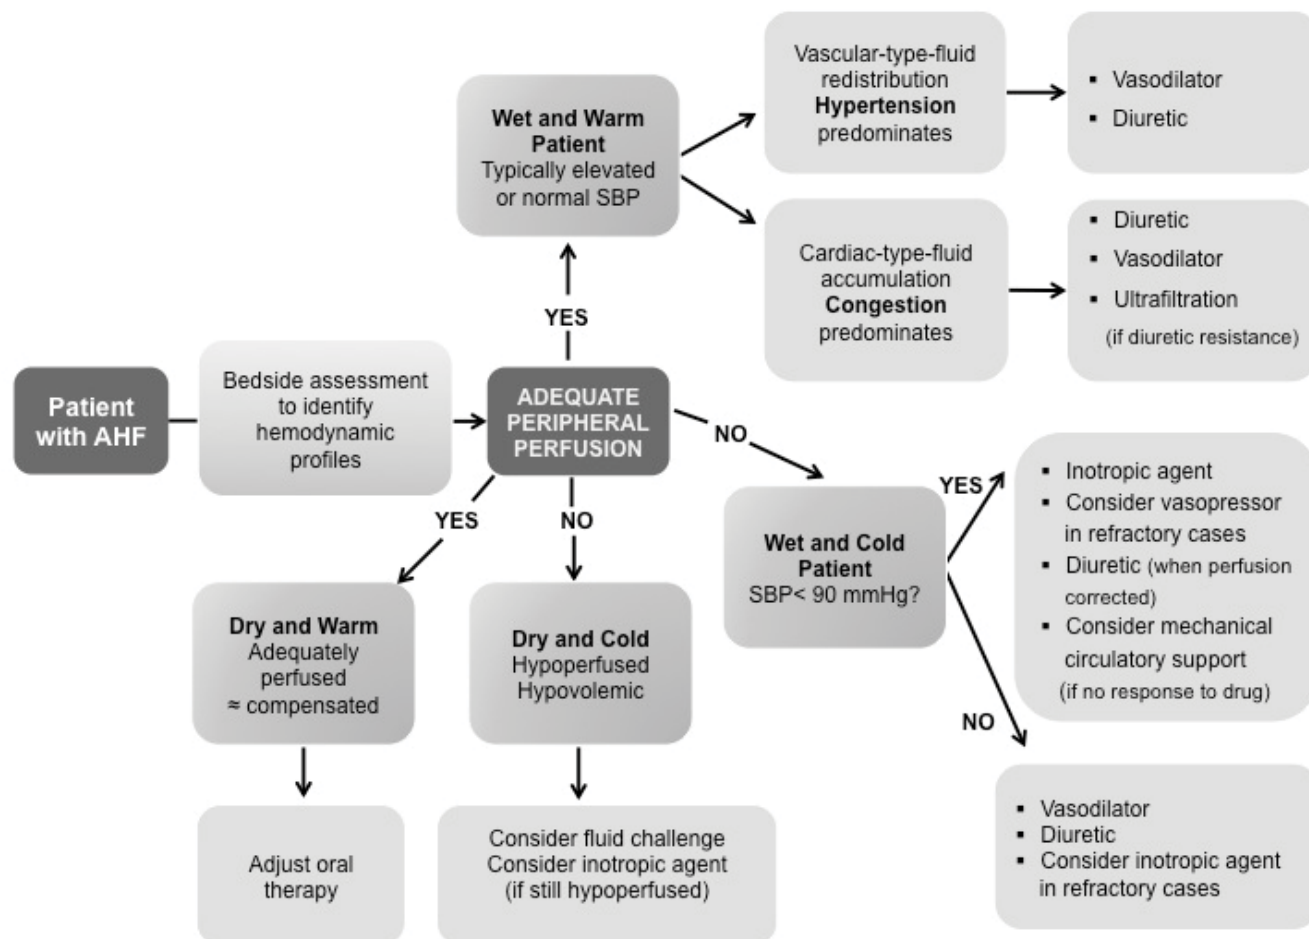 Vascular-type-fluid
redistribution
Hypertension
predominates
▪ Vasodilator
▪ Diuretic
Wet and Warm
Patient
Typically elevated
or normal SBP
Cardiac-type-fluid
accumulation
Congestion
predominates
▪ Diuretic
▪ Vasodilator
▪ Ultrafiltration
(if diuretic resistance)
YES
Patient
with AHF
Bedside assessment
to identify
hemodynamic
profiles
ADEQUATE
PERIPHERAL
PERFUSION
NO
YES
NO
Wet and Cold
Patient
SBP< 90 mmHg?
YES
▪ Inotropic agent
▪ Consider vasopressor
in refractory cases
▪ Diuretic (when perfusion
corrected)
▪ Consider mechanical
circulatory support
(if no response to drug)
NO
Dry and Warm
Adequately
perfused
≈ compensated
Dry and Cold
Hypoperfused
Hypovolemic
Adjust oral
therapy
Consider fluid challenge
Consider inotropic agent
(if still hypoperfused)
▪ Vasodilator
▪ Diuretic
▪ Consider inotropic agent
in refractory cases